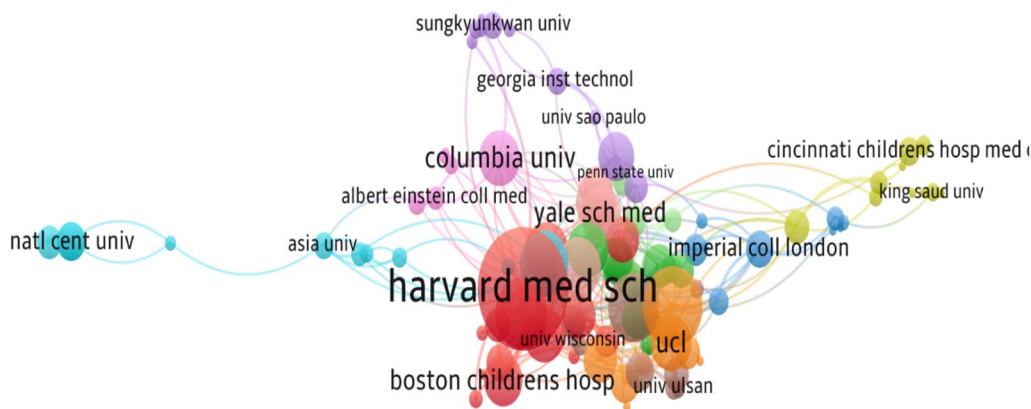 sungkyunkwan univ
georgia inst technol
univ sao paulo
columbia univ
cincinnati childrens hosp med
penn state univ
albert einstein coll med
king saud univ
yale sch med
natl cent univ
asia univ
imperial coll london
harvard med sch
univ wisconsin
ucl
boston childrens hosp
univ ulsan